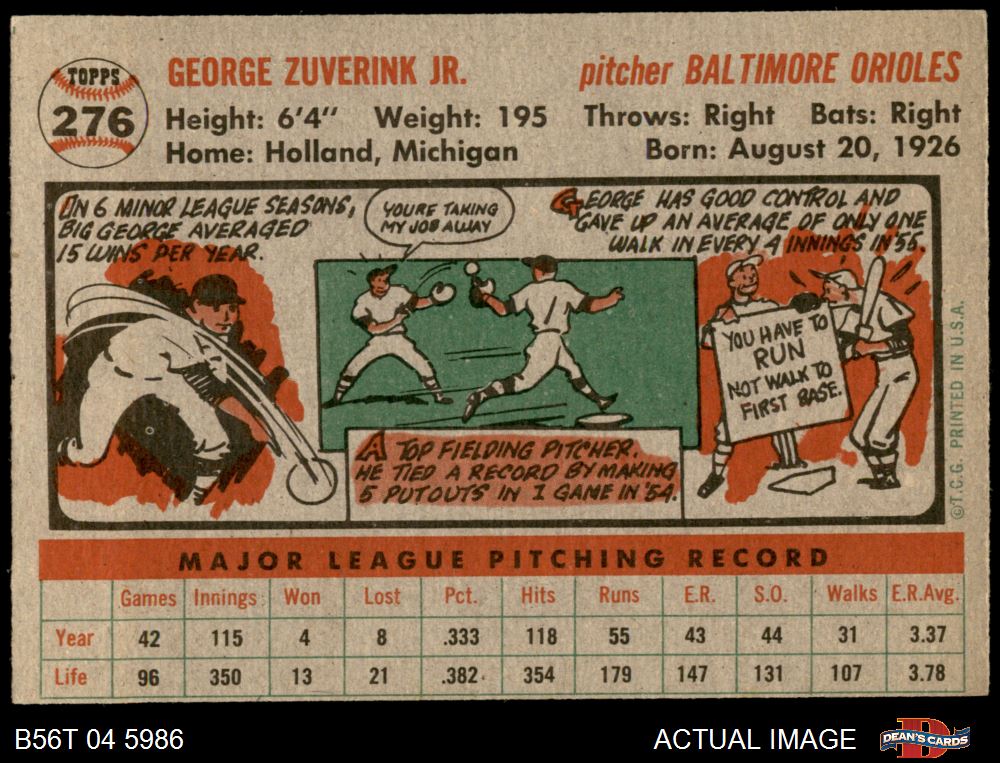 TOPPS
276
GEORGE ZUVERINK JR.
pitcher BALTIMORE ORIOLES
Height: 6'4" Weight: 195 Throws: Right Bats: Right
Home: Holland, Michigan Born: August 20, 1926
IN 6 MINOR LEAGUE SEASONS,
BIG GEORGE AVERAGED
15 WINS PER YEAR.
YOURE TAKING
MY JOB AWAY
GEORGE HAS GOOD CONTROL AND
GAVE UP AN AVERAGE OF ONLY ONE
WALK IN EVERY 4 INNINGS IN 55.
YOU HAVE TO
RUN
NOT WALK TO
FIRST BASE.
A TOP FIELDING PITCHER.
HE TIED A RECORD BY MAKING
5 PUTOUTS IN 1 GAME IN '54.
©T.C.G. PRINTED IN U.S.A.
MAJOR LEAGUE PITCHING RECORD
Games Innings Won Lost Pct. Hits Runs E.R. S.O. Walks E.R.Avg.
Year 42 115 4 8 .333 118 55 43 44 31 3.37
Life 96 350 13 21 .382 354 179 147 131 107 3.78
B56T 04 5986
ACTUAL IMAGE
D
DEAN'S CARDS